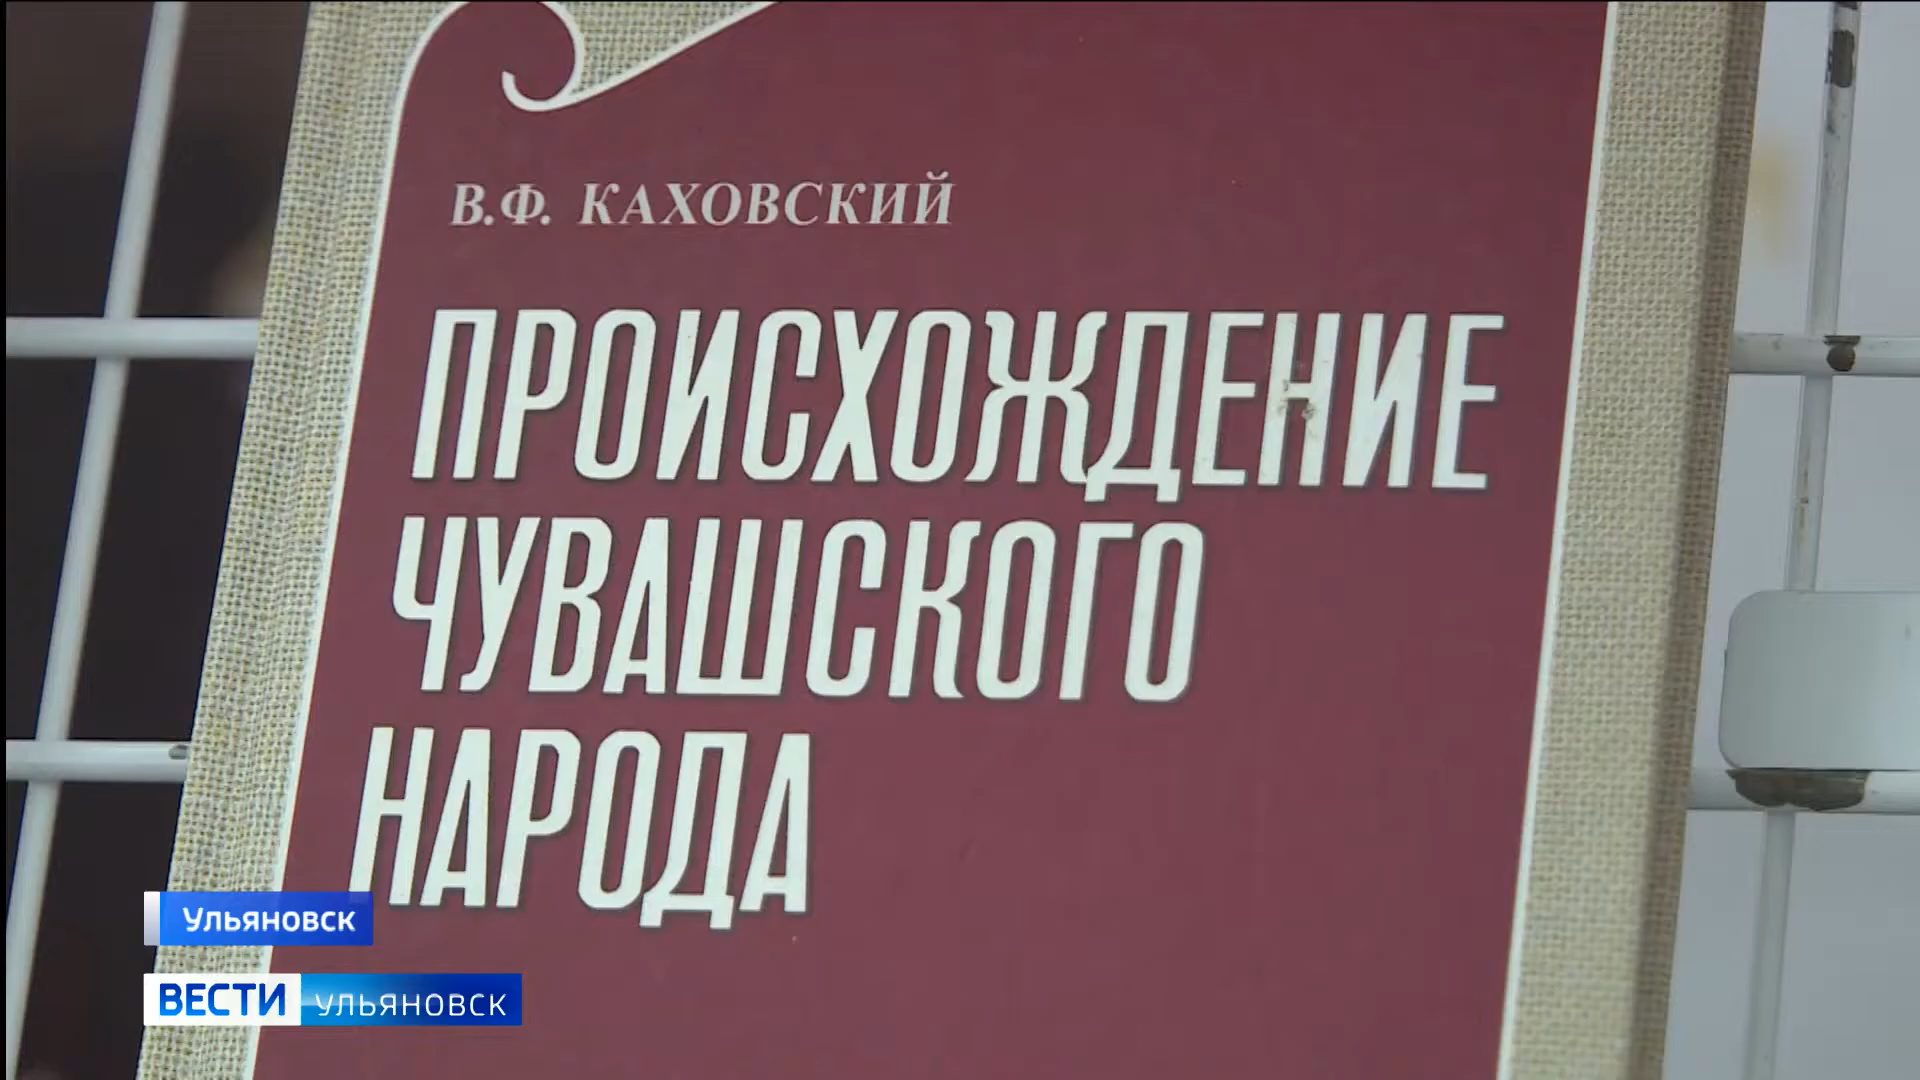 В.Ф. КАХОВСКИЙ
ПРОИСХОЖДЕНИЕ
ЧУВАШСКОГО
НАРОДА
Ульяновск
ВЕСТИ УЛЬЯНОВСК